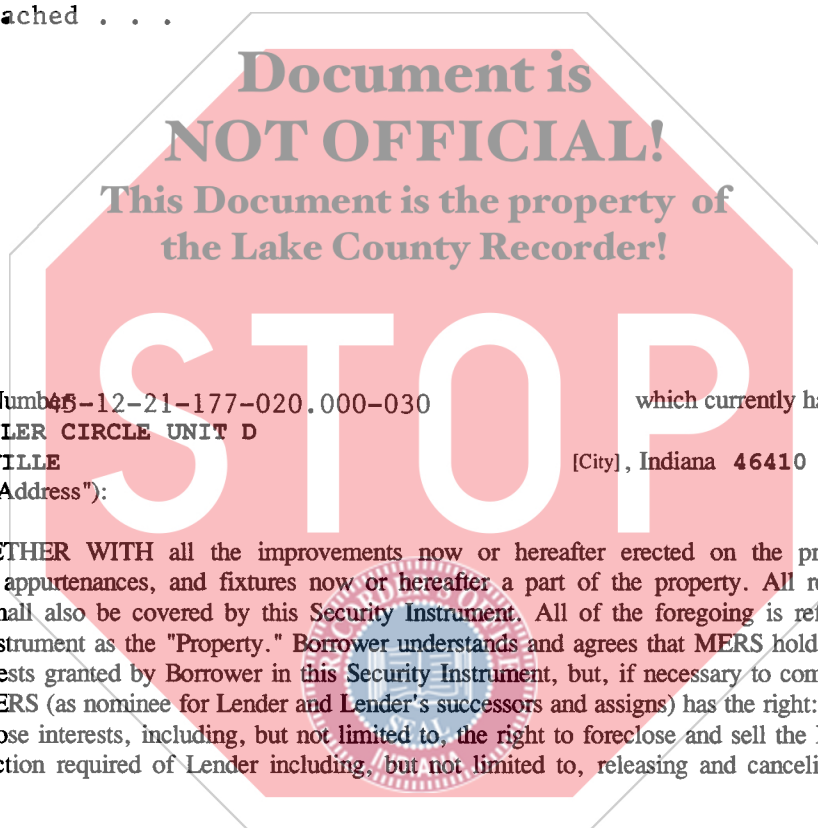 ached . . .
Document is
NOT OFFICIAL!
This Document is the property of
the Lake County Recorder!
STOP
Number 45-12-21-177-020.000-030 which currently ha
LER CIRCLE UNIT D
ILLE [City], Indiana 46410
Address"):
ETHER WITH all the improvements now or hereafter erected on the pr
appurtenances, and fixtures now or hereafter a part of the property. All r
hall also be covered by this Security Instrument. All of the foregoing is ref
strument as the "Property." Borrower understands and agrees that MERS hold
ests granted by Borrower in this Security Instrument, but, if necessary to com
ERS (as nominee for Lender and Lender's successors and assigns) has the right:
ose interests, including, but not limited to, the right to foreclose and sell the
ction required of Lender including, but not limited to, releasing and canceli
SEAL
INDIANA